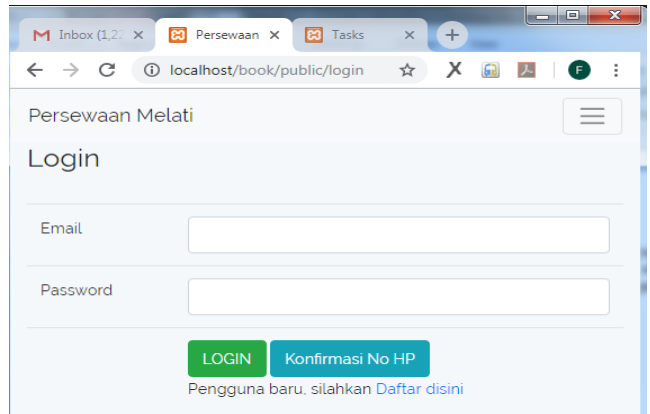 Inbox (1,2
Persewaan
Tasks
localhost/book/public/login
X
F
Persewaan Melati
Login
Email
Password
LOGIN
Konfirmasi No HP
Pengguna baru, silahkan Daftar disini